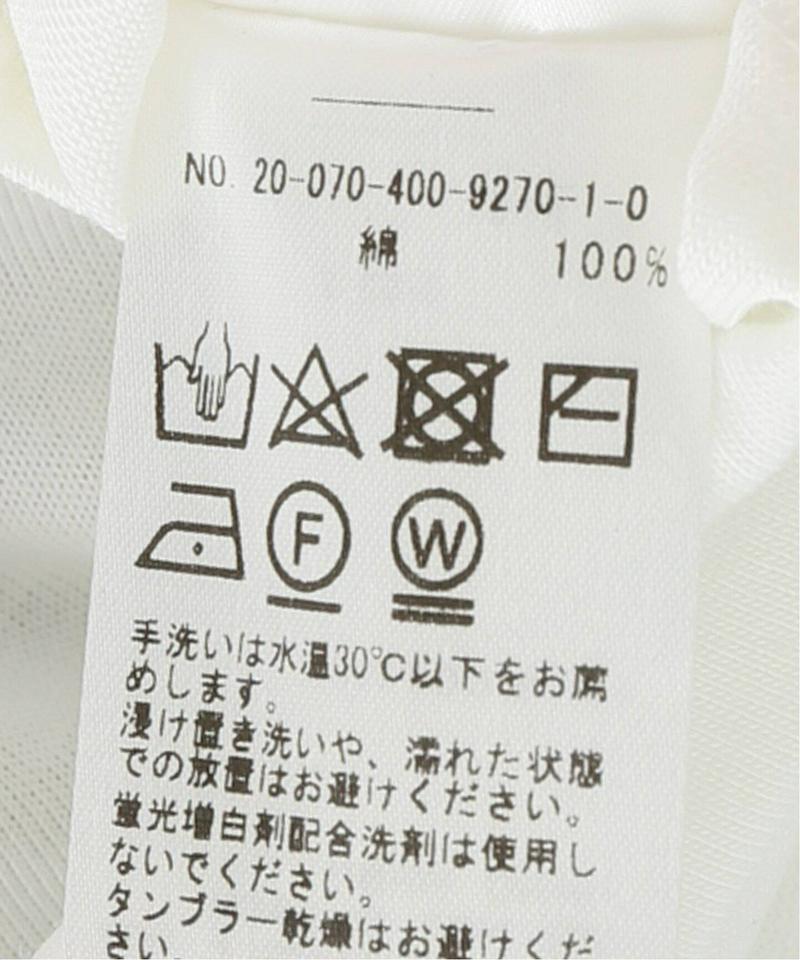 NO. 20-070-400-9270-1-0
綿 100%
F W
手洗いは水温30℃以下をお薦
めします。
浸け置き洗いや、濡れた状態
での放置はお避けください。
蛍光増白剤配合洗剤は使用し
ないでください。
タンブラー乾燥はお避けくだ
さい。